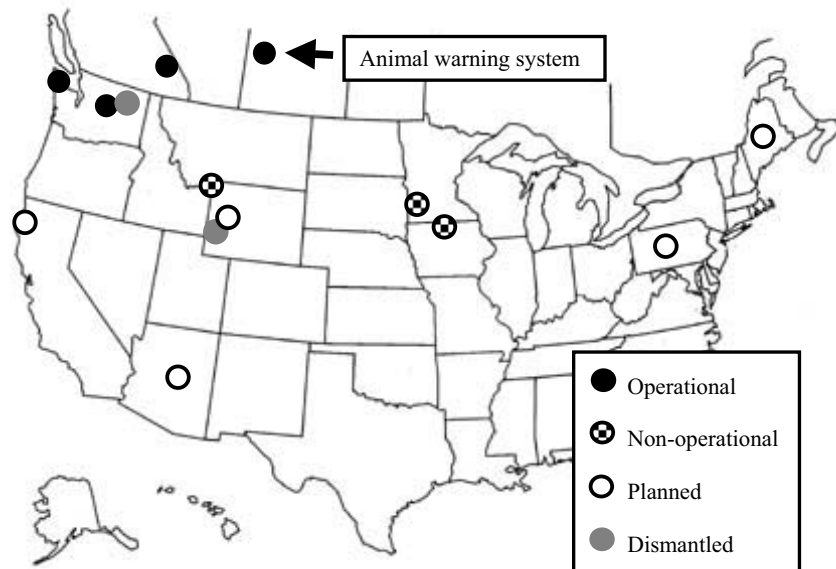 Animal warning system
Operational
Non-operational
Planned
Dismantled